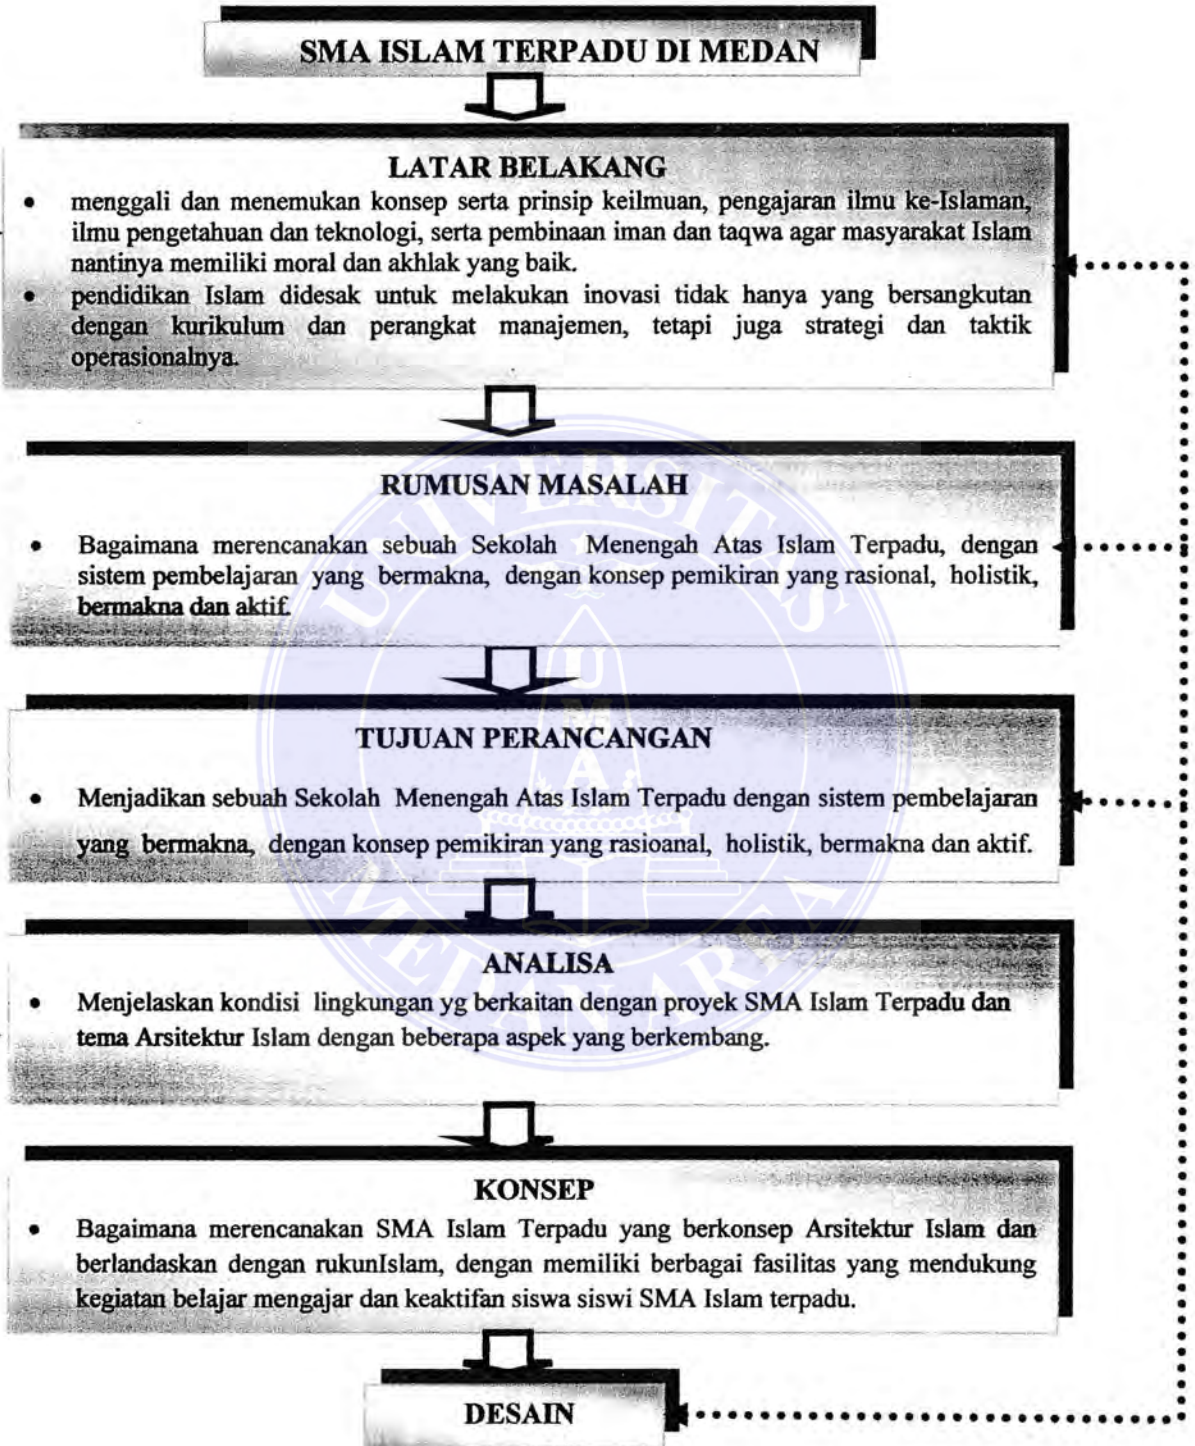 SMA ISLAM TERPADU DI MEDAN
LATAR BELAKANG
• menggali dan menemukan konsep serta prinsip keilmuan, pengajaran ilmu ke-Islaman,
ilmu pengetahuan dan teknologi, serta pembinaan iman dan taqwa agar masyarakat Islam
nantinya memiliki moral dan akhlak yang baik.
• pendidikan Islam didesak untuk melakukan inovasi tidak hanya yang bersangkutan
dengan kurikulum dan perangkat manajemen, tetapi juga strategi dan taktik
operasionalnya.
RUMUSAN MASALAH
• Bagaimana merencanakan sebuah Sekolah Menengah Atas Islam Terpadu, dengan
sistem pembelajaran yang bermakna, dengan konsep pemikiran yang rasional, holistik,
bermakna dan aktif.
TUJUAN PERANCANGAN
• Menjadikan sebuah Sekolah Menengah Atas Islam Terpadu dengan sistem pembelajaran
yang bermakna, dengan konsep pemikiran yang rasioanal, holistik, bermakna dan aktif.
ANALISA
• Menjelaskan kondisi lingkungan yg berkaitan dengan proyek SMA Islam Terpadu dan
tema Arsitektur Islam dengan beberapa aspek yang berkembang.
KONSEP
• Bagaimana merencanakan SMA Islam Terpadu yang berkonsep Arsitektur Islam dan
berlandaskan dengan rukunIslam, dengan memiliki berbagai fasilitas yang mendukung
kegiatan belajar mengajar dan keaktifan siswa siswi SMA Islam terpadu.
DESAIN
UNIVERSITAS
UMA
MEDAN AREA